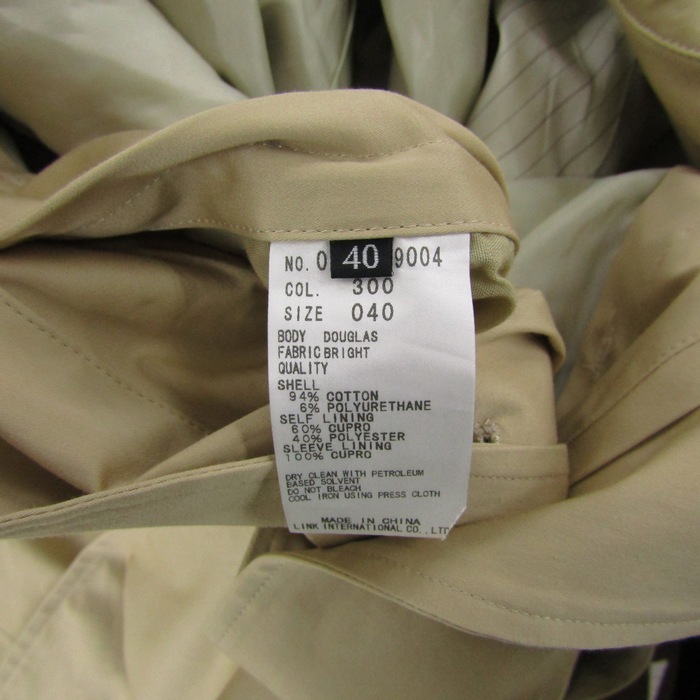 NO. 0 40 9004
COL. 300
SIZE 040
BODY DOUGLAS
FABRIC BRIGHT
QUALITY
SHELL
94% COTTON
6% POLYURETHANE
SELF LINING
60% CUPRO
40% POLYESTER
SLEEVE LINING
100% CUPRO
DRY CLEAN WITH PETROLEUM
BASED SOLVENT
DO NOT BLEACH
COOL IRON USING PRESS CLOTH
MADE IN CHINA
LINK INTERNATIONAL CO.,LTD